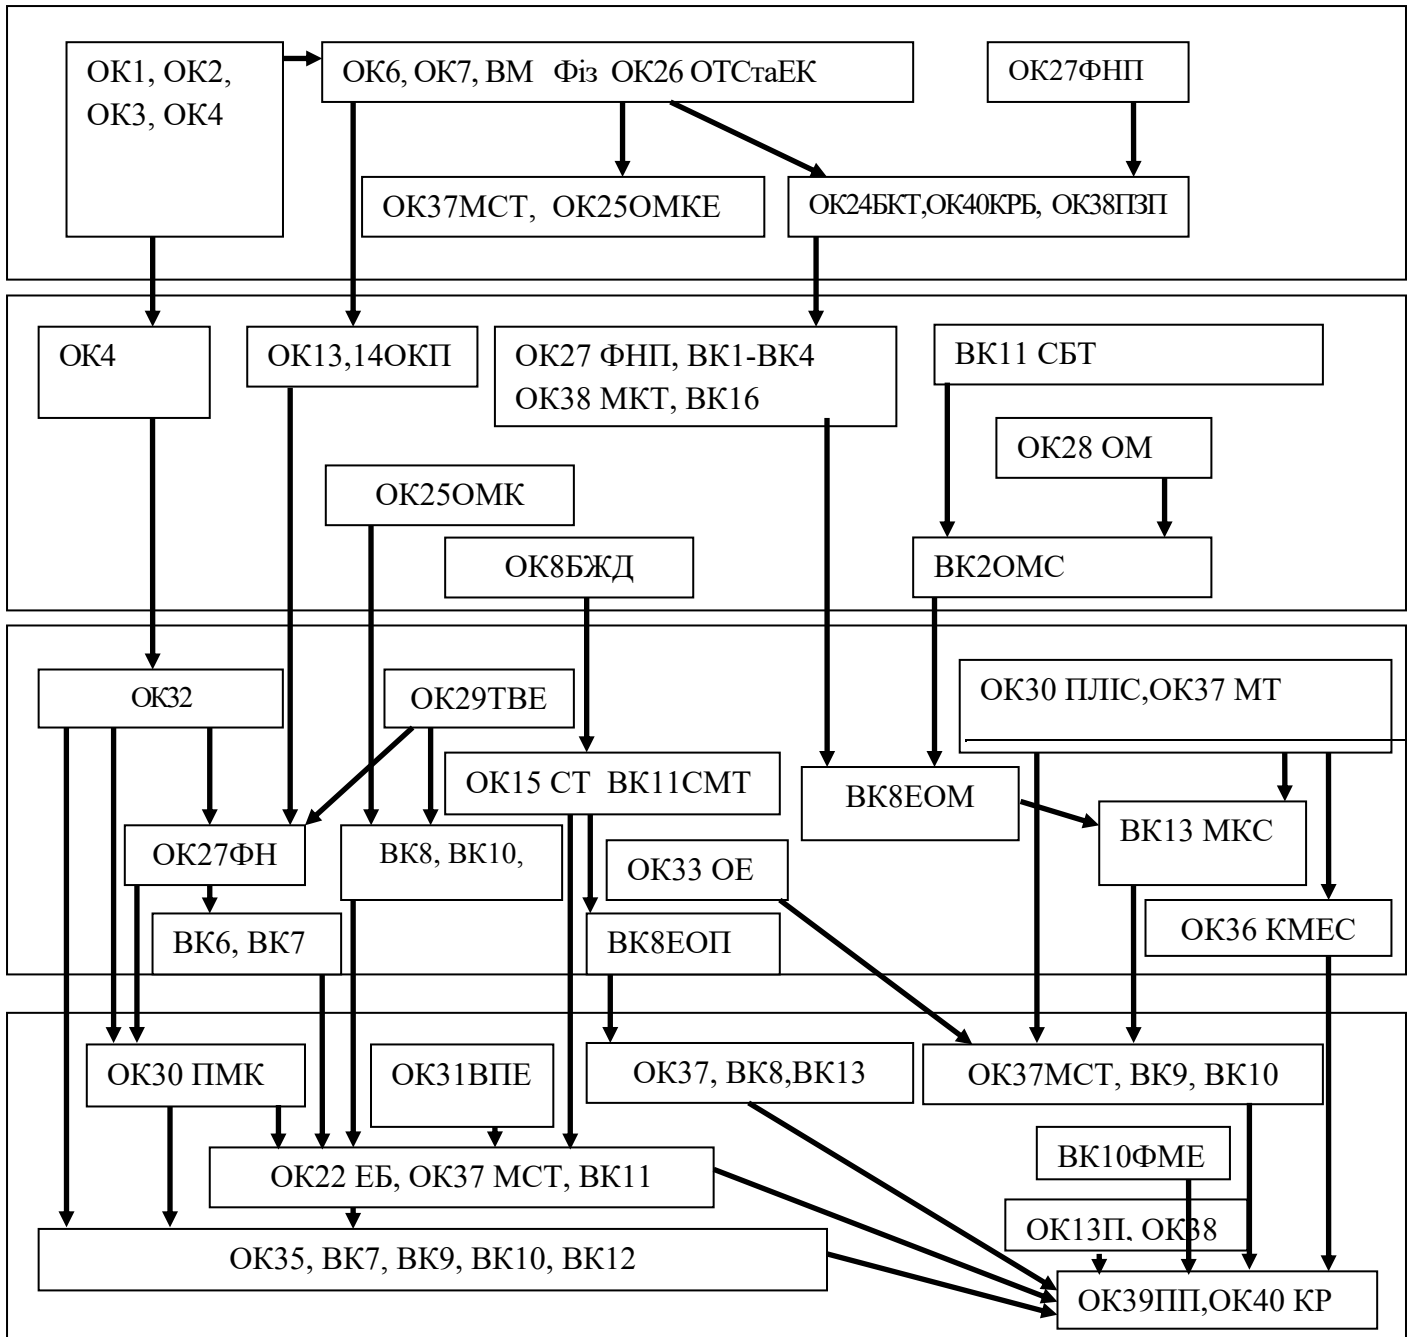 ОК1, ОК2,
ОК3, ОК4
ОК6, ОК7, ВМ Фіз ОК26 ОТСтаЕК
ОК27ФНП
ОК37МСТ, ОК25ОМКЕ
ОК24БКТ,ОК40КРБ, ОК38ПЗП
ОК4
ОК13,14ОКП
ОК27 ФНП, ВК1-ВК4
ОК38 МКТ, ВК16
ВК11 СБТ
ОК28 ОМ
ОК25ОМК
ОК8БЖД
ВК2ОМС
ОК32
ОК29ТВЕ
ОК30 ПЛІС,ОК37 МТ
ОК15 СТ ВК11СМТ
ВК8ЕОМ
ВК13 МКС
ОК27ФН
ВК8, ВК10,
ОК33 ОЕ
ВК6, ВК7
ВК8ЕОП
ОК36 КМЕС
ОК30 ПМК
ОК31ВПЕ
ОК37, ВК8,ВК13
ОК37МСТ, ВК9, ВК10
ВК10ФМЕ
ОК22 ЕБ, ОК37 МСТ, ВК11
ОК13П, ОК38
ОК35, ВК7, ВК9, ВК10, ВК12
ОК39ПП,ОК40 КР